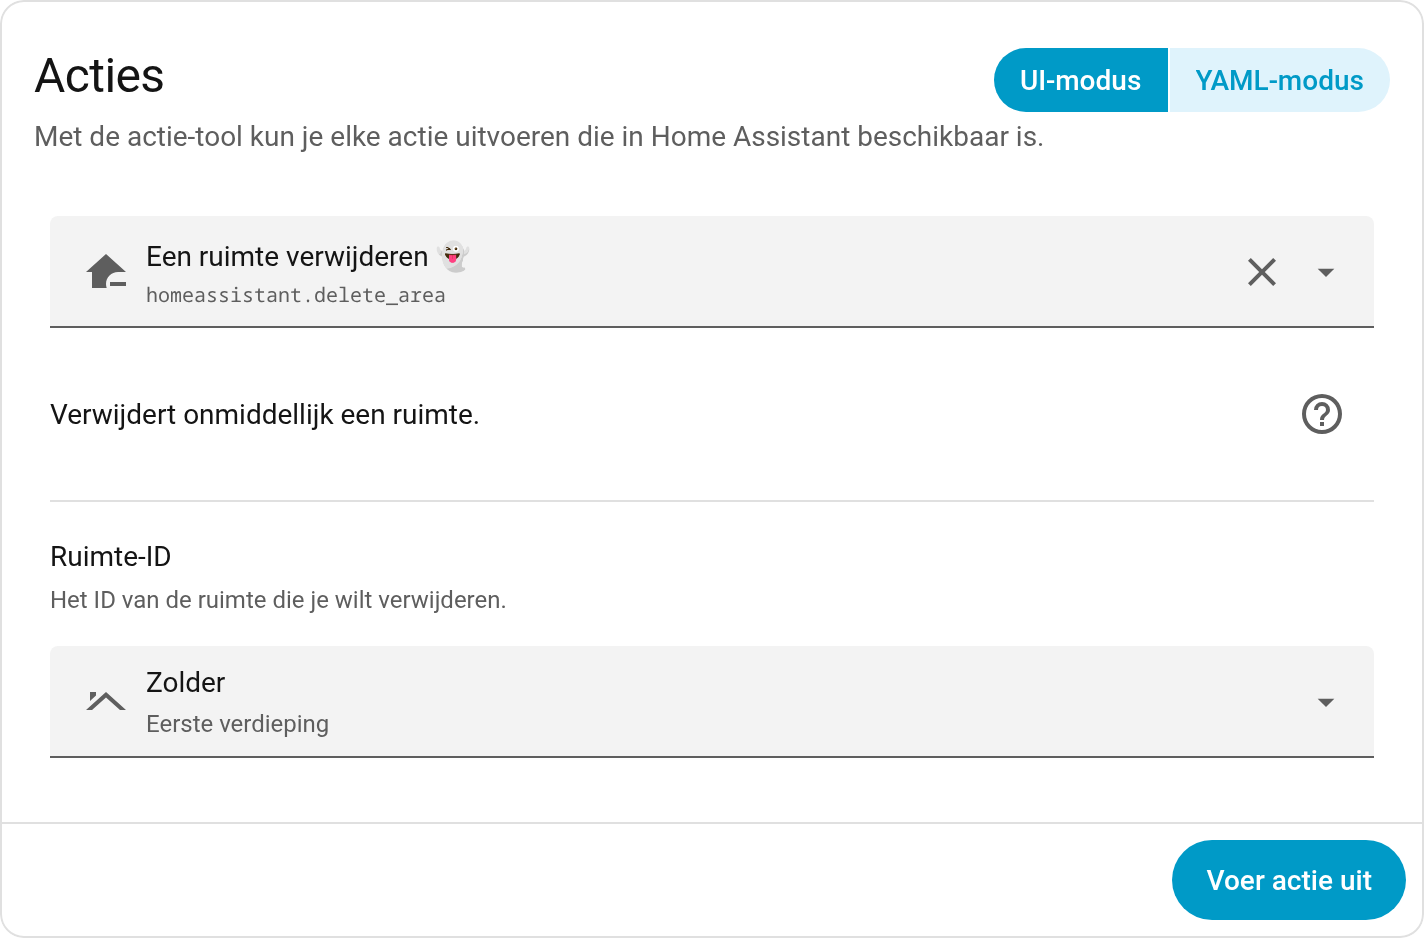 Acties
UI-modus
YAML-modus
Met de actie-tool kun je elke actie uitvoeren die in Home Assistant beschikbaar is.
Een ruimte verwijderen 👻
homeassistant.delete_area
Verwijdert onmiddellijk een ruimte.
Ruimte-ID
Het ID van de ruimte die je wilt verwijderen.
Zolder
Eerste verdieping
Voer actie uit